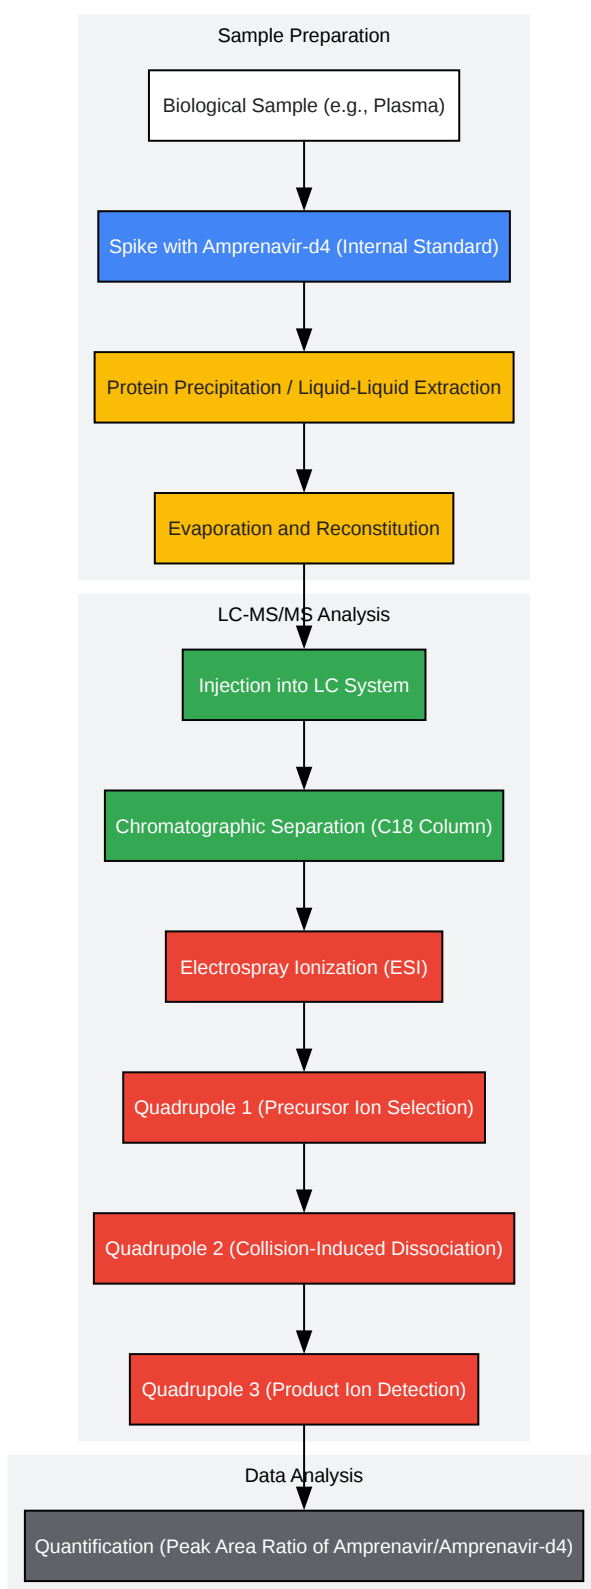 Sample Preparation
Biological Sample (e.g., Plasma)
Spike with Amprenavir-d4 (Internal Standard)
Protein Precipitation / Liquid-Liquid Extraction
Evaporation and Reconstitution
LC-MS/MS Analysis
Injection into LC System
Chromatographic Separation (C18 Column)
Electrospray Ionization (ESI)
Quadrupole 1 (Precursor Ion Selection)
Quadrupole 2 (Collision-Induced Dissociation)
Quadrupole 3 (Product Ion Detection)
Data Analysis
Quantification (Peak Area Ratio of Amprenavir/Amprenavir-d4)